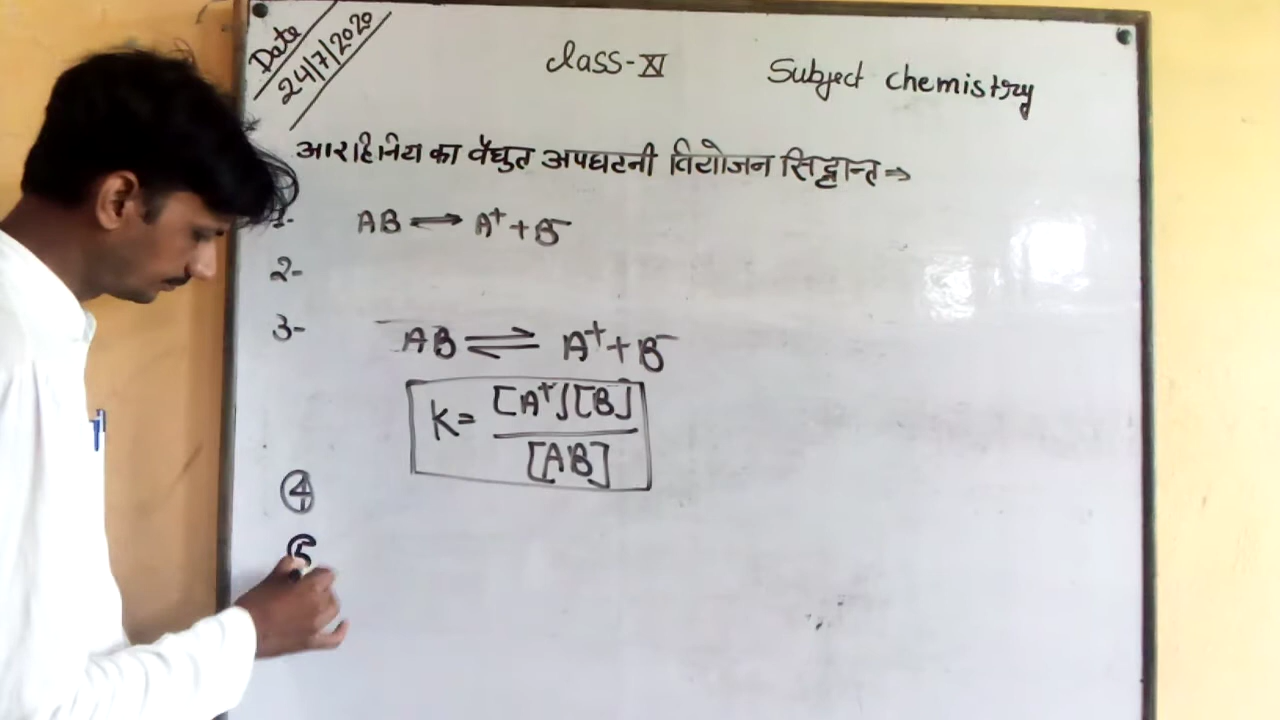 Date
24/7/2020
Class-XI Subject chemistry
आरहिनिय का वैद्युत अपघटनी वियोजन सिद्धान्त ⇒
1- AB ⇌ A⁺ + B⁻
2-
3- AB ⇌ A⁺ + B⁻
K= [A⁺][B]
[AB]
④
5